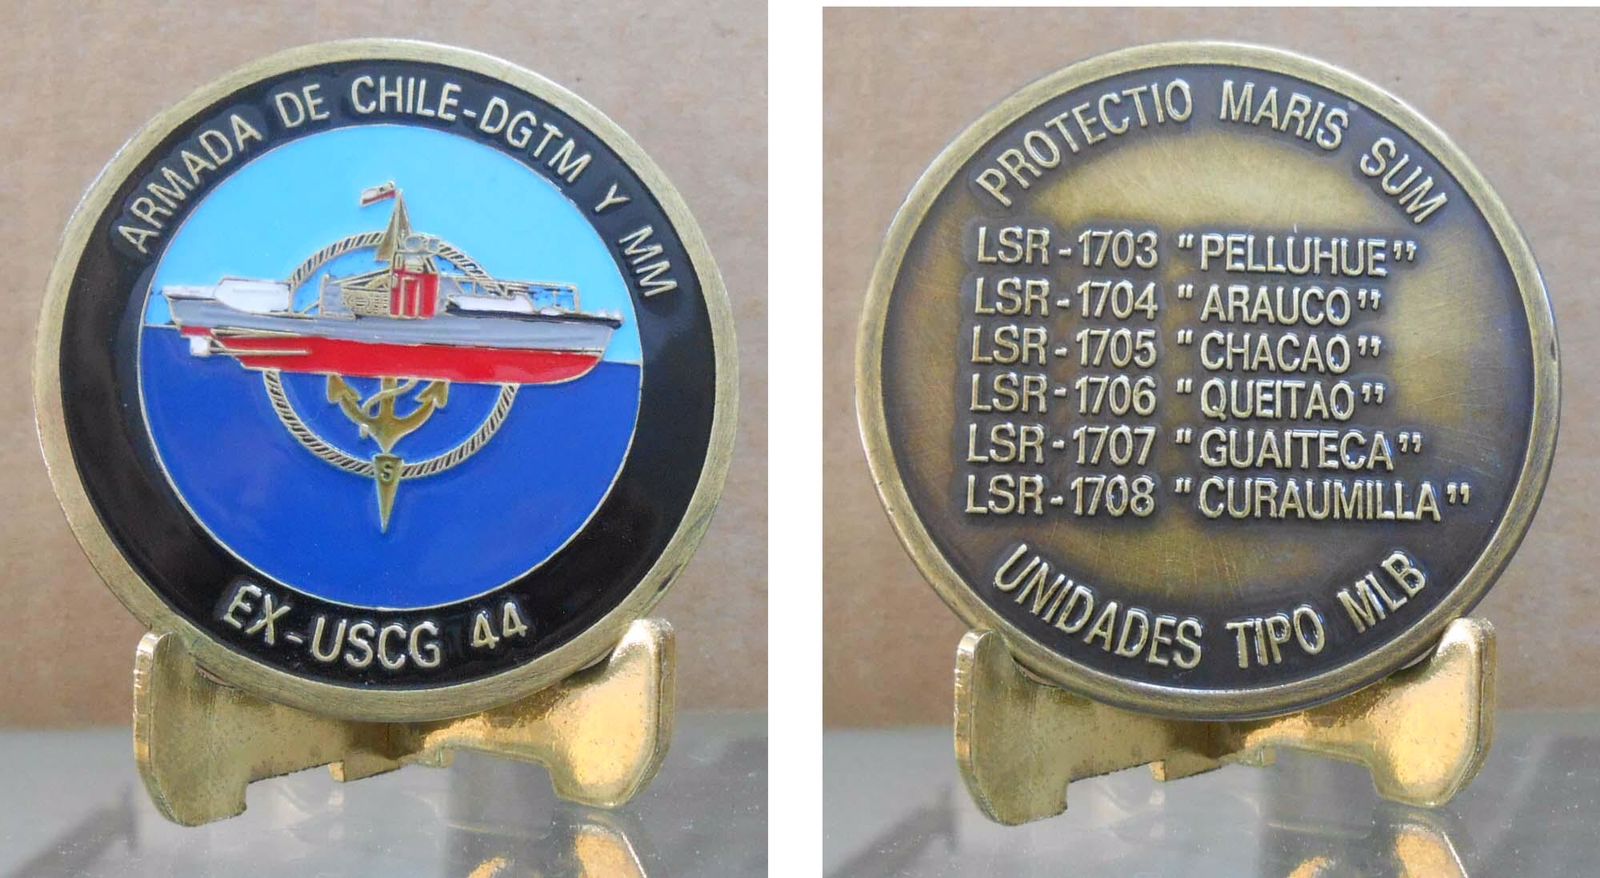 ARMADA DE CHILE-DGTM Y MM
S
EX-USCG 44
PROTECTIO MARIS SUM
LSR-1703 "PELLUHUE"
LSR-1704 "ARAUCO"
LSR-1705 "CHACAO"
LSR-1706 "QUEITAO"
LSR-1707 "GUAITECA"
LSR-1708 "CURAUMILLA"
UNIDADES TIPO MLB